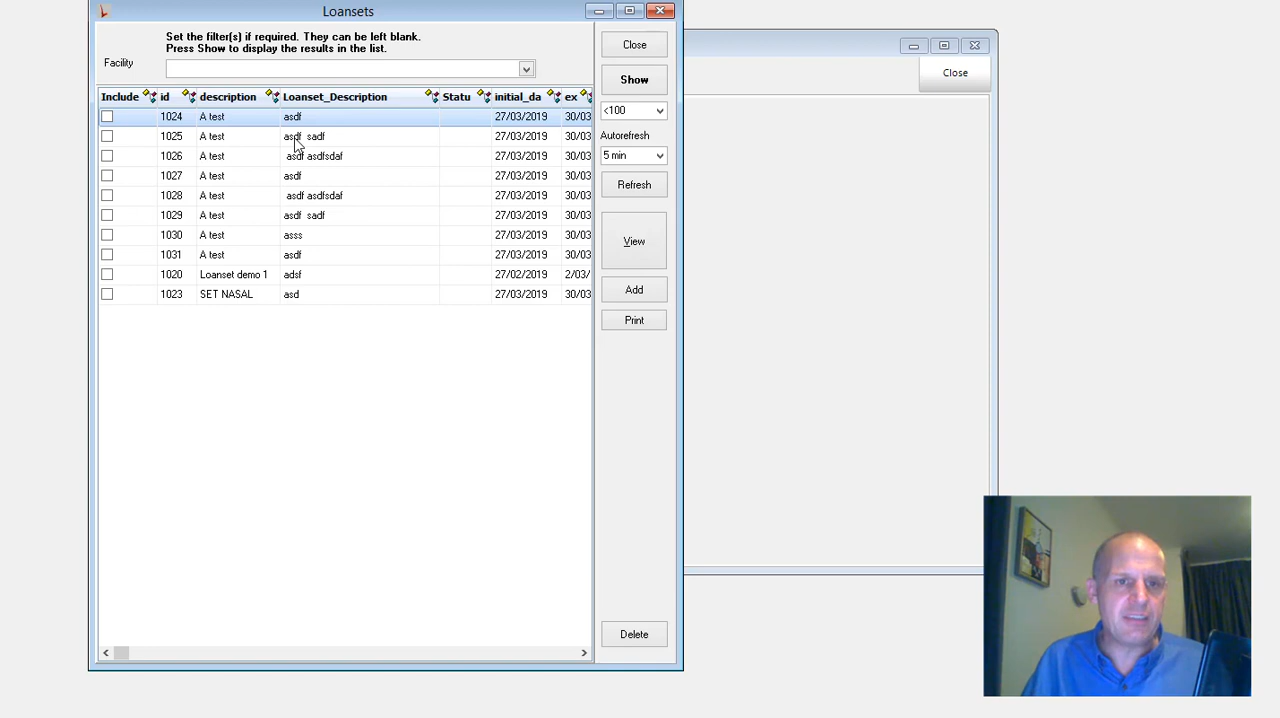 Loansets
Set the filter(s) if required. They can be left blank.
Press Show to display the results in the list.
Facility
Close
Show
<100
Autorefresh
5 min
Refresh
View
Add
Print
Delete
Close
Include id description Loanset_Description Statu initial_da ex
1024 A test asdf 27/03/2019 30/03
1025 A test asdf sadf 27/03/2019 30/03
1026 A test asdf asdfsdaf 27/03/2019 30/03
1027 A test asdf 27/03/2019 30/03
1028 A test asdf asdfsdaf 27/03/2019 30/03
1029 A test asdf sadf 27/03/2019 30/03
1030 A test asss 27/03/2019 30/03
1031 A test asdf 27/03/2019 30/03
1020 Loanset demo 1 adsf 27/02/2019 2/03/
1023 SET NASAL asd 27/03/2019 30/03